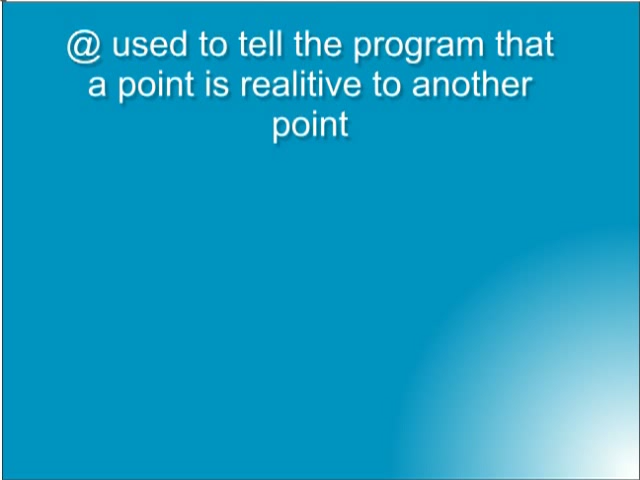 @ used to tell the program that
a point is realitive to another
point